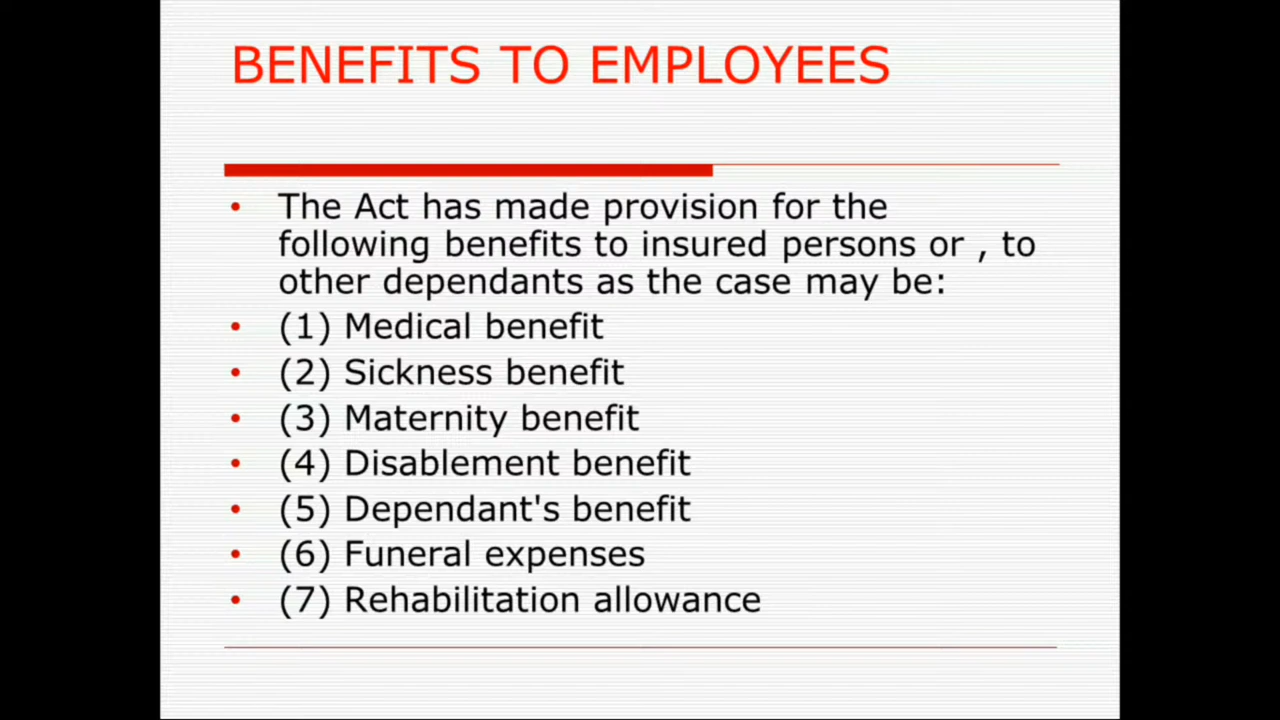 BENEFITS TO EMPLOYEES
• The Act has made provision for the
following benefits to insured persons or , to
other dependants as the case may be:
• (1) Medical benefit
• (2) Sickness benefit
• (3) Maternity benefit
• (4) Disablement benefit
• (5) Dependant's benefit
• (6) Funeral expenses
• (7) Rehabilitation allowance